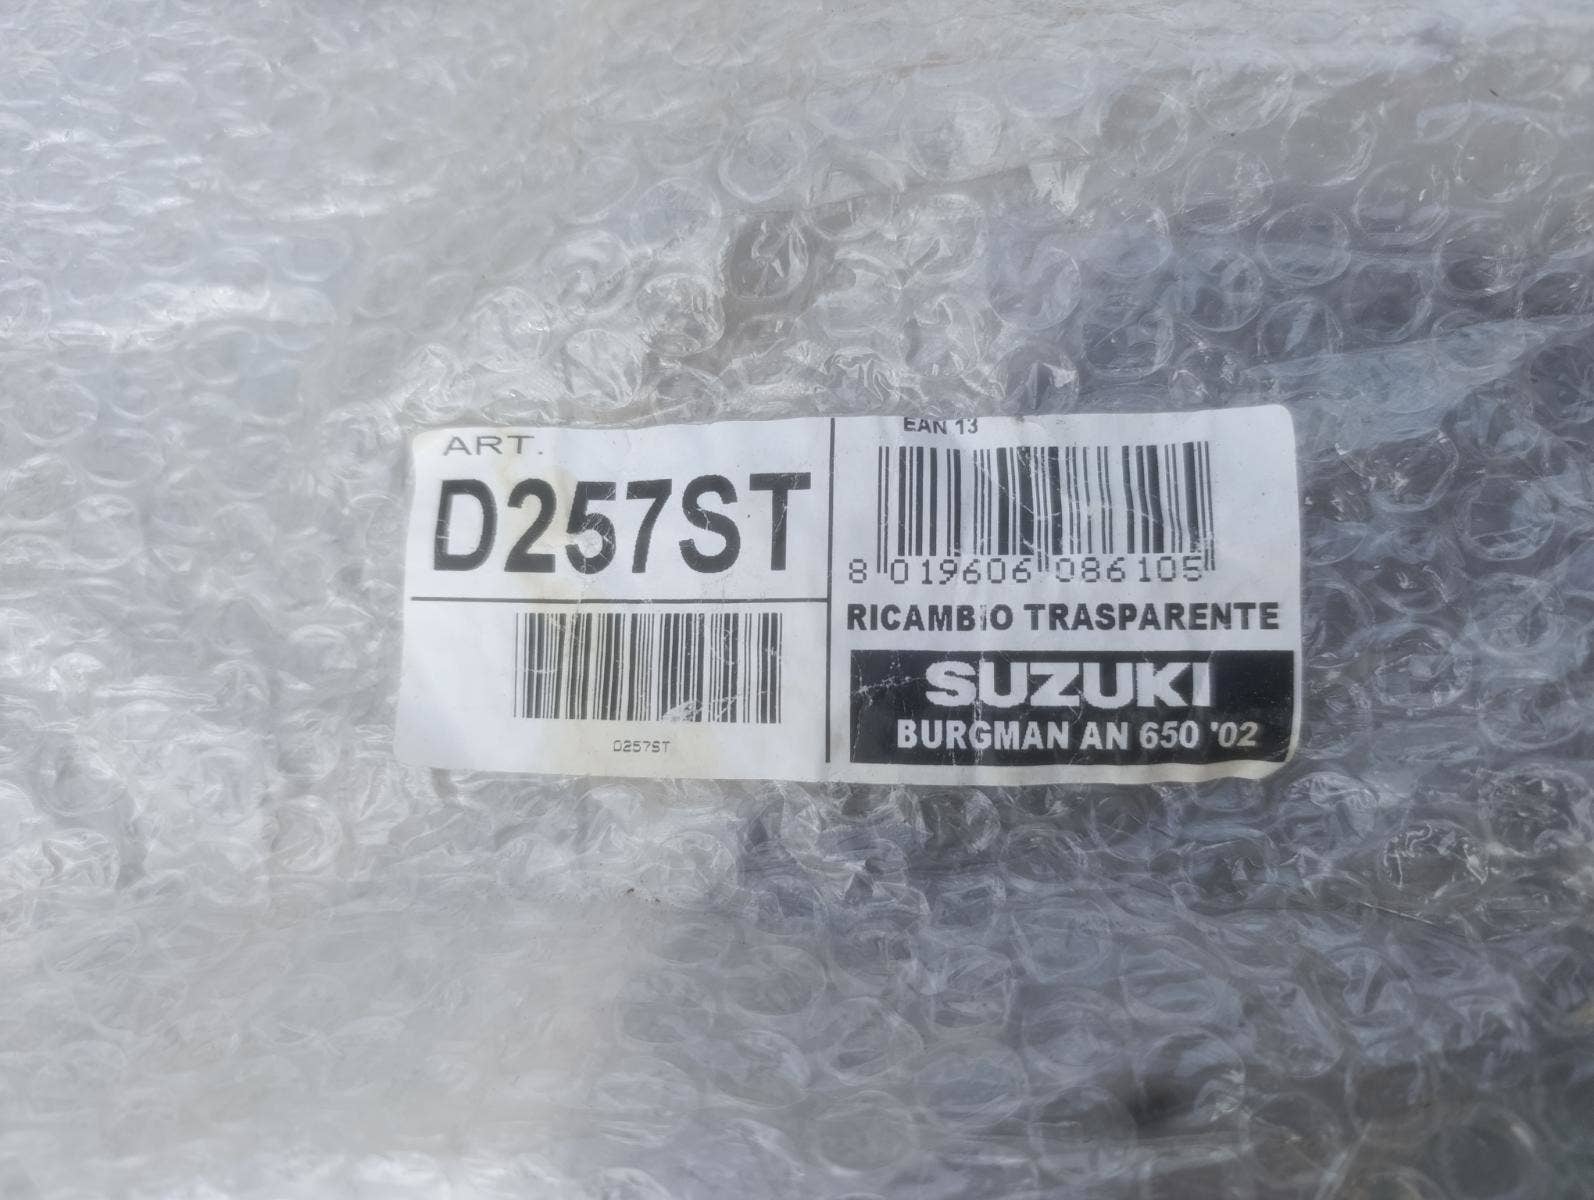 ART.
D257ST
D257ST
EAN 13
8 019606 086105
RICAMBIO TRASPARENTE
SUZUKI
BURGMAN AN 650 '02